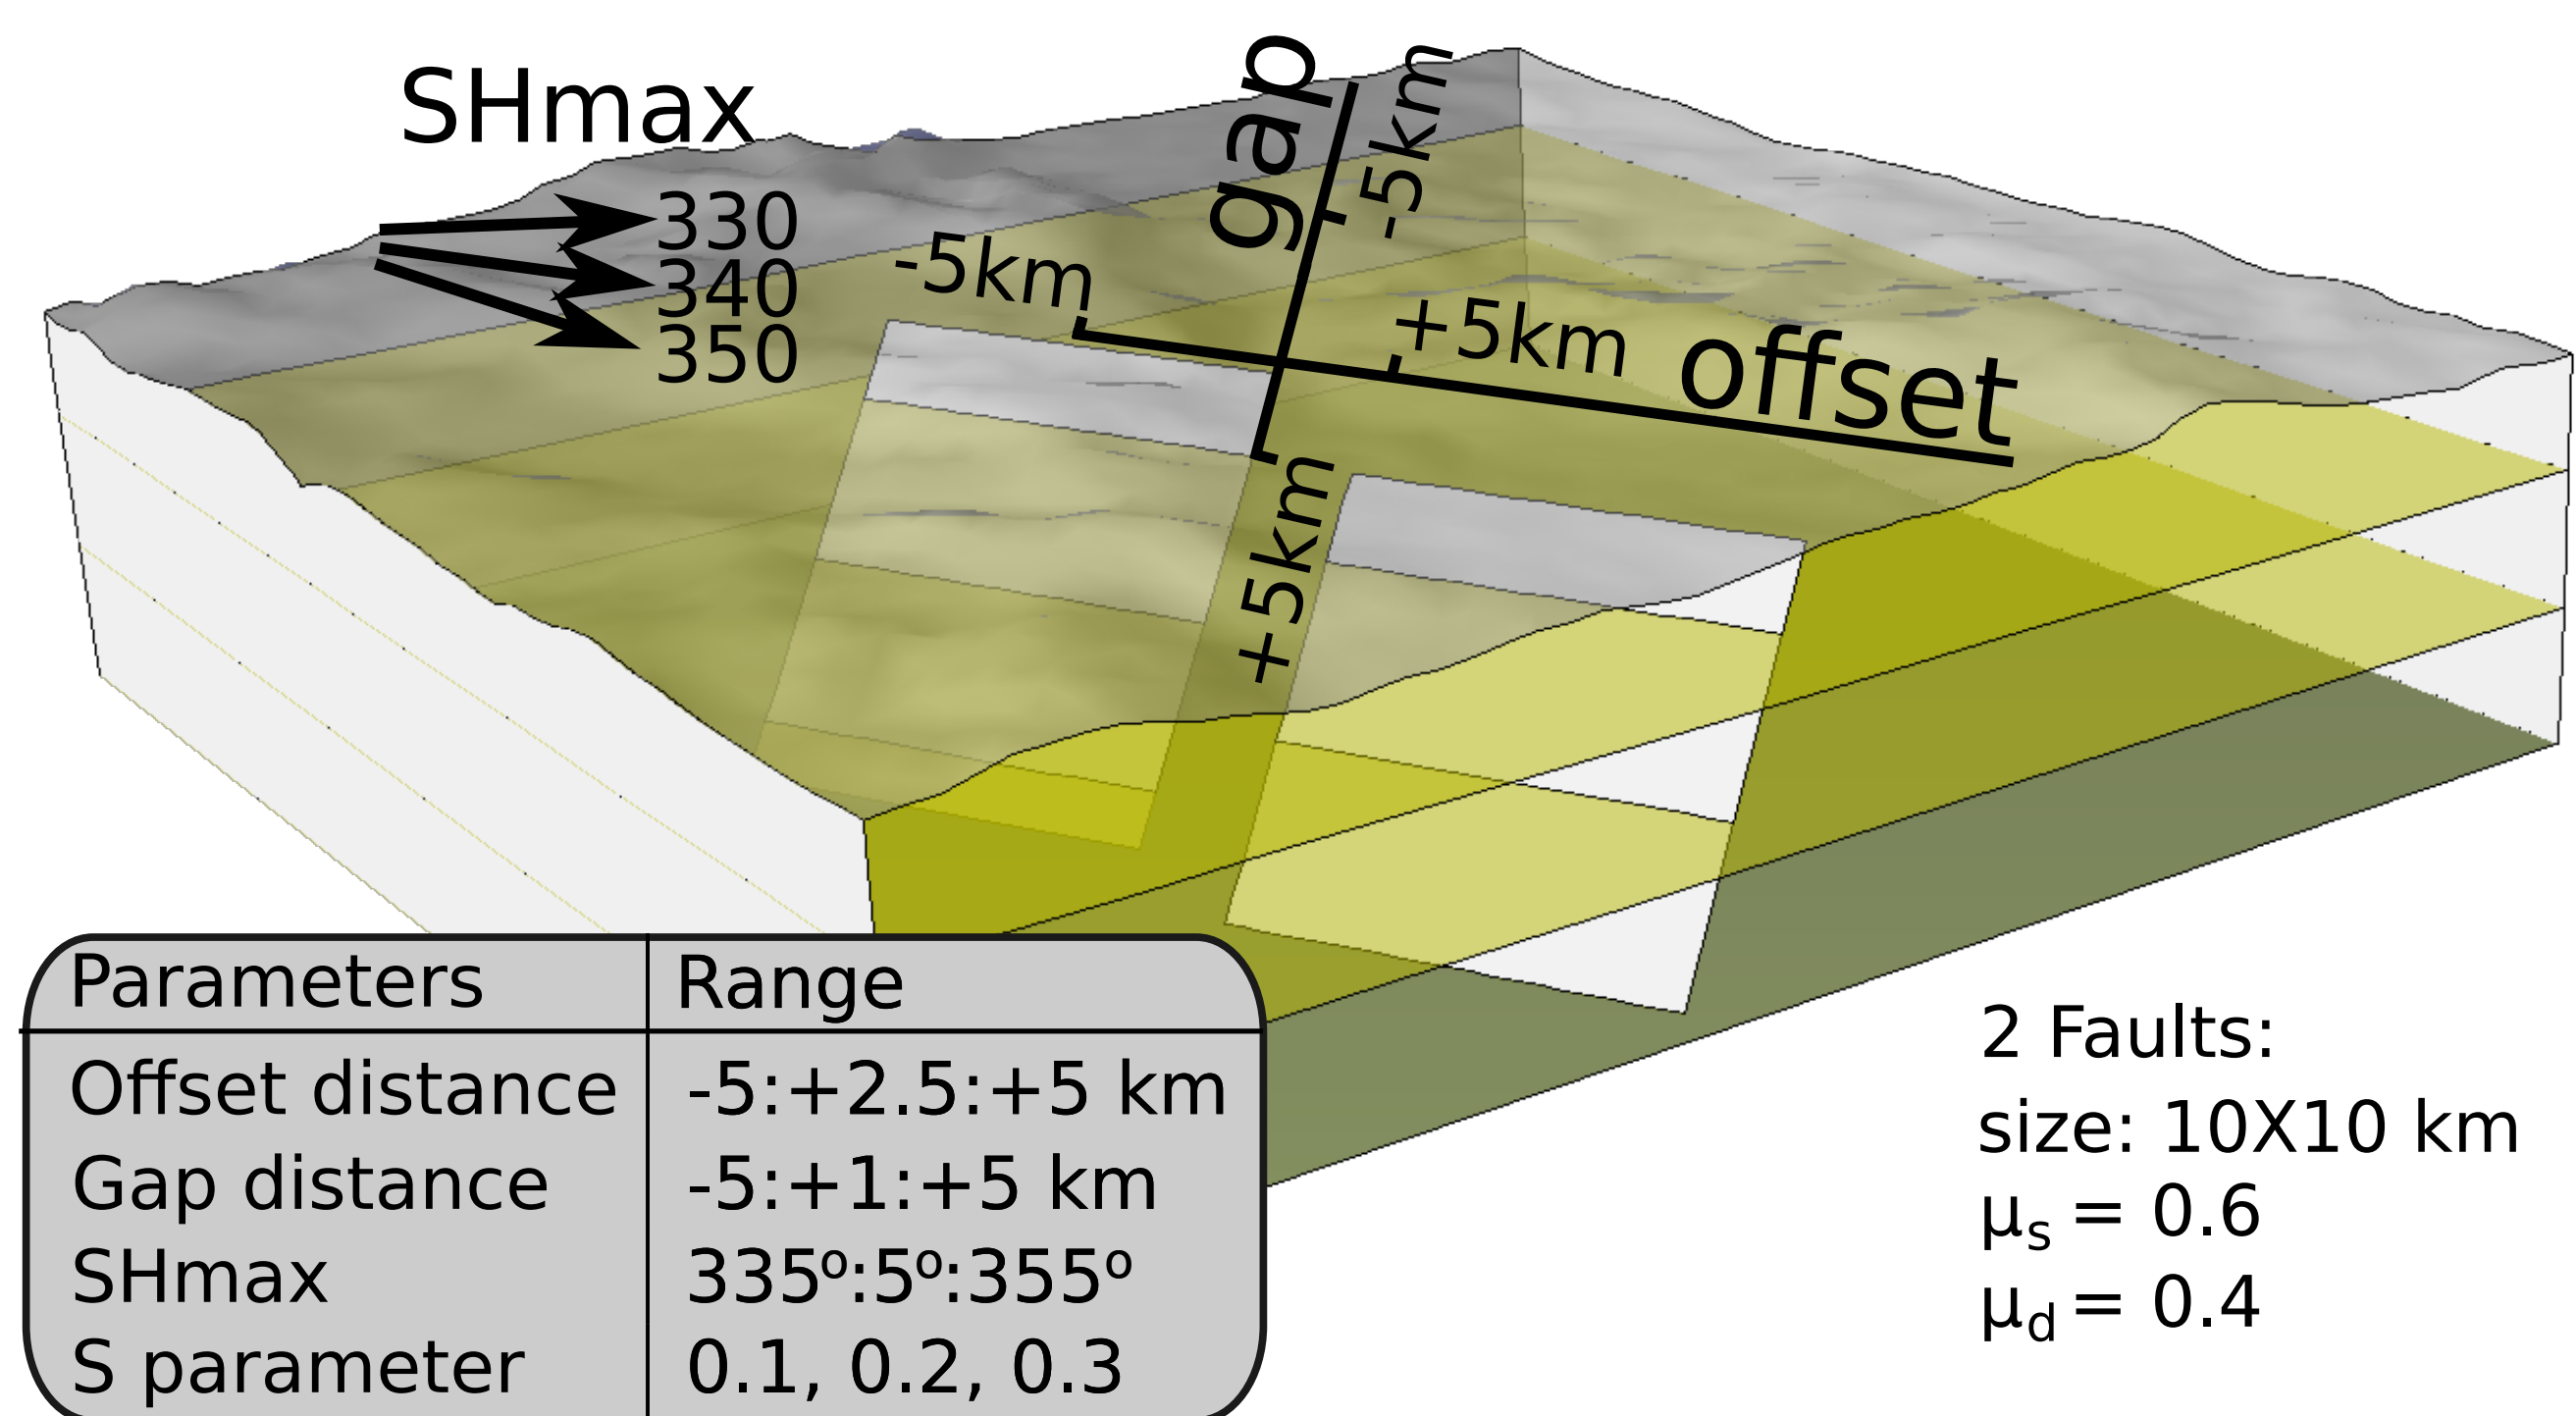 SHmax
330
340
350
gap
-5km
-5km
+5km
offset
+5km
Parameters Range
Offset distance -5:+2.5:+5 km
Gap distance -5:+1:+5 km
SHmax 335º:5º:355º
S parameter 0.1, 0.2, 0.3
2 Faults:
size: 10X10 km
μs = 0.6
μd = 0.4